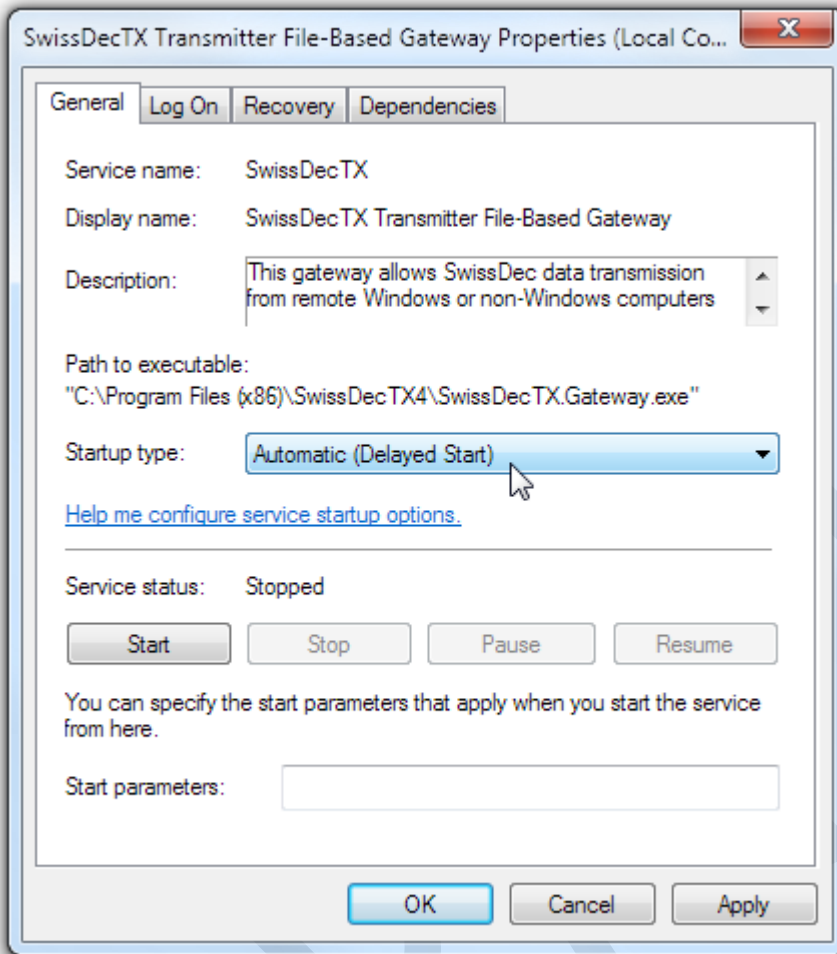 SwissDecTX Transmitter File-Based Gateway Properties (Local Co...
General Log On Recovery Dependencies
Service name: SwissDecTX
Display name: SwissDecTX Transmitter File-Based Gateway
Description: This gateway allows SwissDec data transmission
from remote Windows or non-Windows computers
Path to executable:
"C:\Program Files (x86)\SwissDecTX4\SwissDecTX.Gateway.exe"
Startup type: Automatic (Delayed Start)
Help me configure service startup options.
Service status: Stopped
Start Stop Pause Resume
You can specify the start parameters that apply when you start the service
from here.
Start parameters:
OK Cancel Apply